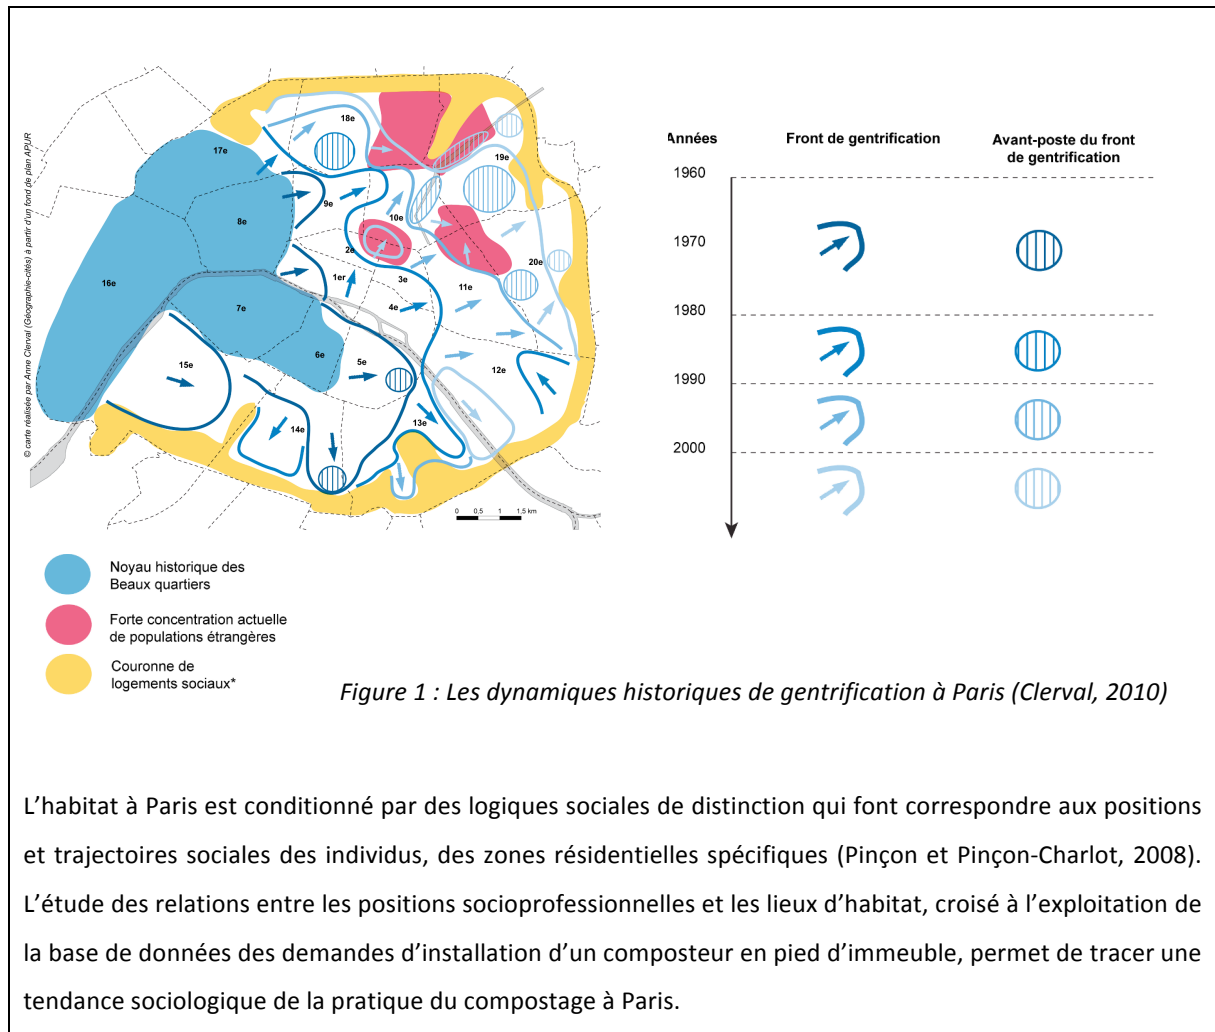 © carte réalisée par Anne Clerval (Géographie-cités) à partir d'un fond de plan APUR
18e
17e
19e
9e
10e
8e
2e
20e
1er
3e
16e
11e
7e
4e
6e
5e
15e
12e
14e
13e
0 0,5 1 1,5 km
Années Front de gentrification Avant-poste du front
de gentrification
1960
1970
1980
1990
2000
Noyau historique des
Beaux quartiers
Forte concentration actuelle
de populations étrangères
Couronne de
logements sociaux*
Figure 1 : Les dynamiques historiques de gentrification à Paris (Clerval, 2010)
L'habitat à Paris est conditionné par des logiques sociales de distinction qui font correspondre aux positions
et trajectoires sociales des individus, des zones résidentielles spécifiques (Pinçon et Pinçon-Charlot, 2008).
L'étude des relations entre les positions socioprofessionnelles et les lieux d'habitat, croisé à l'exploitation de
la base de données des demandes d'installation d'un composteur en pied d'immeuble, permet de tracer une
tendance sociologique de la pratique du compostage à Paris.